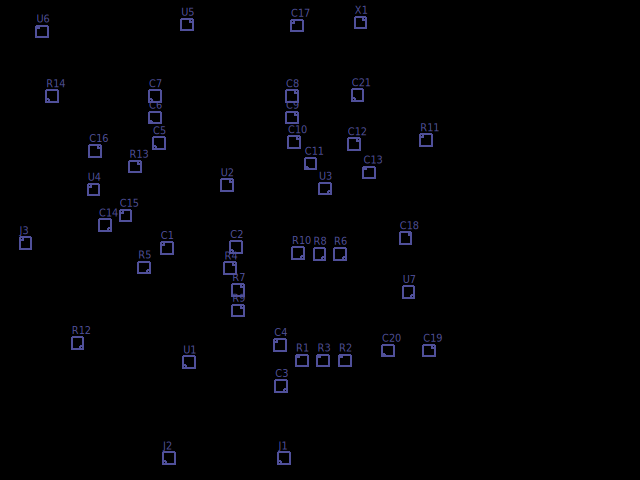 U6 U5 C17 X1
R14 C7 C8 C21
C6 C9
C16 C5 C10 C12 R11
R13 C11 C13
U4 U2 U3
C14 C15
J3 C1 C2 C18
R5 R4 R10 R8 R6
R7 U7
R9
R12 C4
U1 R1 R3 R2 C20 C19
C3
J2 J1